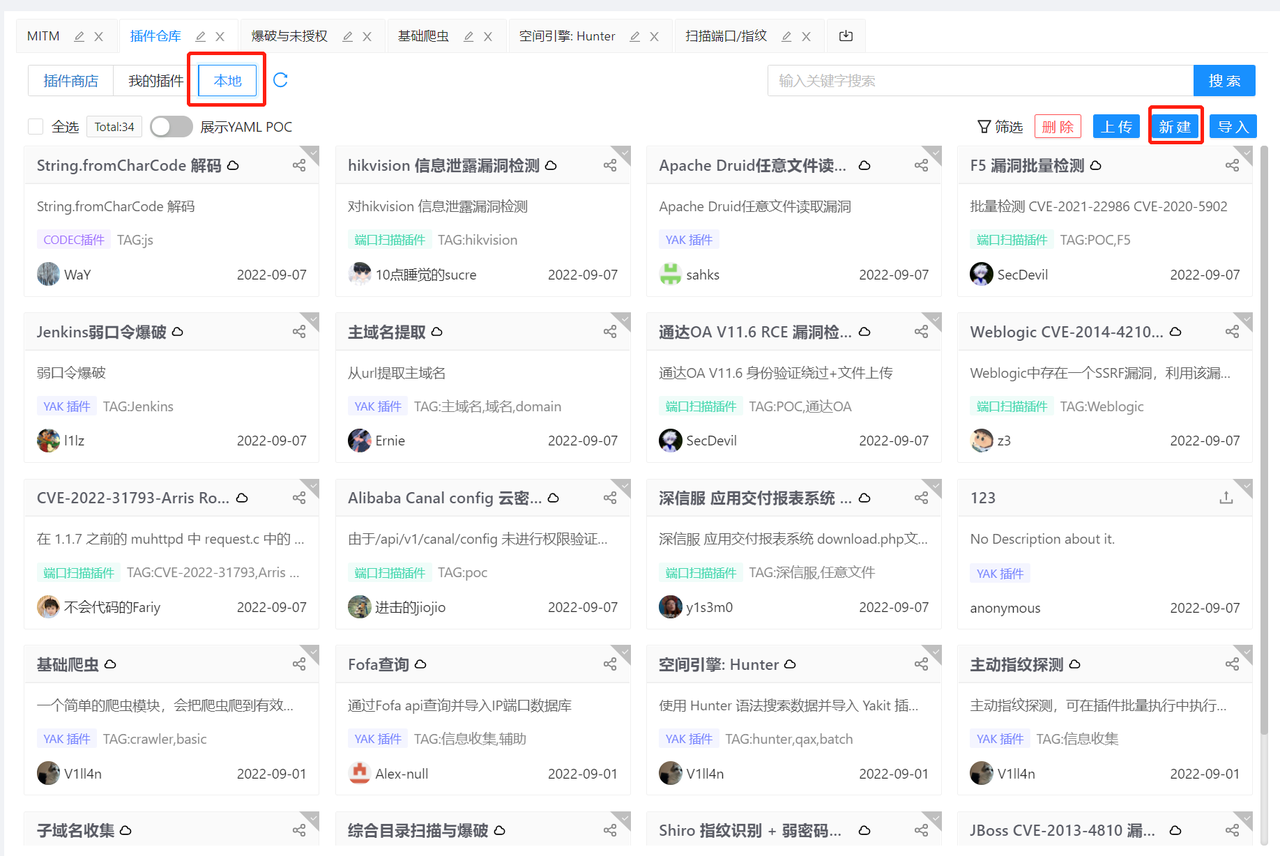 MITM 插件仓库 爆破与未授权 基础爬虫 空间引擎: Hunter 扫描端口/指纹
插件商店 我的插件 本地 输入关键字搜索 搜 索
全选 Total:34 展示YAML POC 筛选 删 除 上 传 新 建 导 入
String.fromCharCode 解码 hikvision 信息泄露漏洞检测 Apache Druid任意文件读... F5 漏洞批量检测
String.fromCharCode 解码 对hikvision 信息泄露漏洞检测 Apache Druid任意文件读取漏洞 批量检测 CVE-2021-22986 CVE-2020-5902
CODEC插件 TAG:js 端口扫描插件 TAG:hikvision YAK 插件 端口扫描插件 TAG:POC,F5
WaY 2022-09-07 10点睡觉的sucre 2022-09-07 sahks 2022-09-07 SecDevil 2022-09-07
Jenkins弱口令爆破 主域名提取 通达OA V11.6 RCE 漏洞检... Weblogic CVE-2014-4210...
弱口令爆破 从url提取主域名 通达OA V11.6 身份验证绕过+文件上传 Weblogic中存在一个SSRF漏洞，利用该漏...
YAK 插件 TAG:Jenkins YAK 插件 TAG:主域名,域名,domain 端口扫描插件 TAG:POC,通达OA 端口扫描插件 TAG:Weblogic
l1lz 2022-09-07 Ernie 2022-09-07 SecDevil 2022-09-07 z3 2022-09-07
CVE-2022-31793-Arris Ro... Alibaba Canal config 云密... 深信服 应用交付报表系统 ... 123
在 1.1.7 之前的 muhttpd 中 request.c 中的 ... 由于/api/v1/canal/config 未进行权限验证... 深信服 应用交付报表系统 download.php文... No Description about it.
端口扫描插件 TAG:CVE-2022-31793,Arris ... 端口扫描插件 TAG:poc 端口扫描插件 TAG:深信服,任意文件 YAK 插件
不会代码的Fariy 2022-09-07 进击的jiojio 2022-09-07 y1s3m0 2022-09-07 anonymous 2022-09-07
基础爬虫 Fofa查询 空间引擎: Hunter 主动指纹探测
一个简单的爬虫模块，会把爬虫爬到有效... 通过Fofa api查询并导入IP端口数据库 使用 Hunter 语法搜索数据并导入 Yakit 插... 主动指纹探测，可在插件批量执行中执行...
YAK 插件 TAG:crawler,basic YAK 插件 TAG:信息收集,辅助 YAK 插件 TAG:hunter,qax,batch YAK 插件 TAG:信息收集
V1ll4n 2022-09-01 Alex-null 2022-09-01 V1ll4n 2022-09-01 V1ll4n 2022-09-01
子域名收集 综合目录扫描与爆破 Shiro 指纹识别 + 弱密码... JBoss CVE-2013-4810 漏...